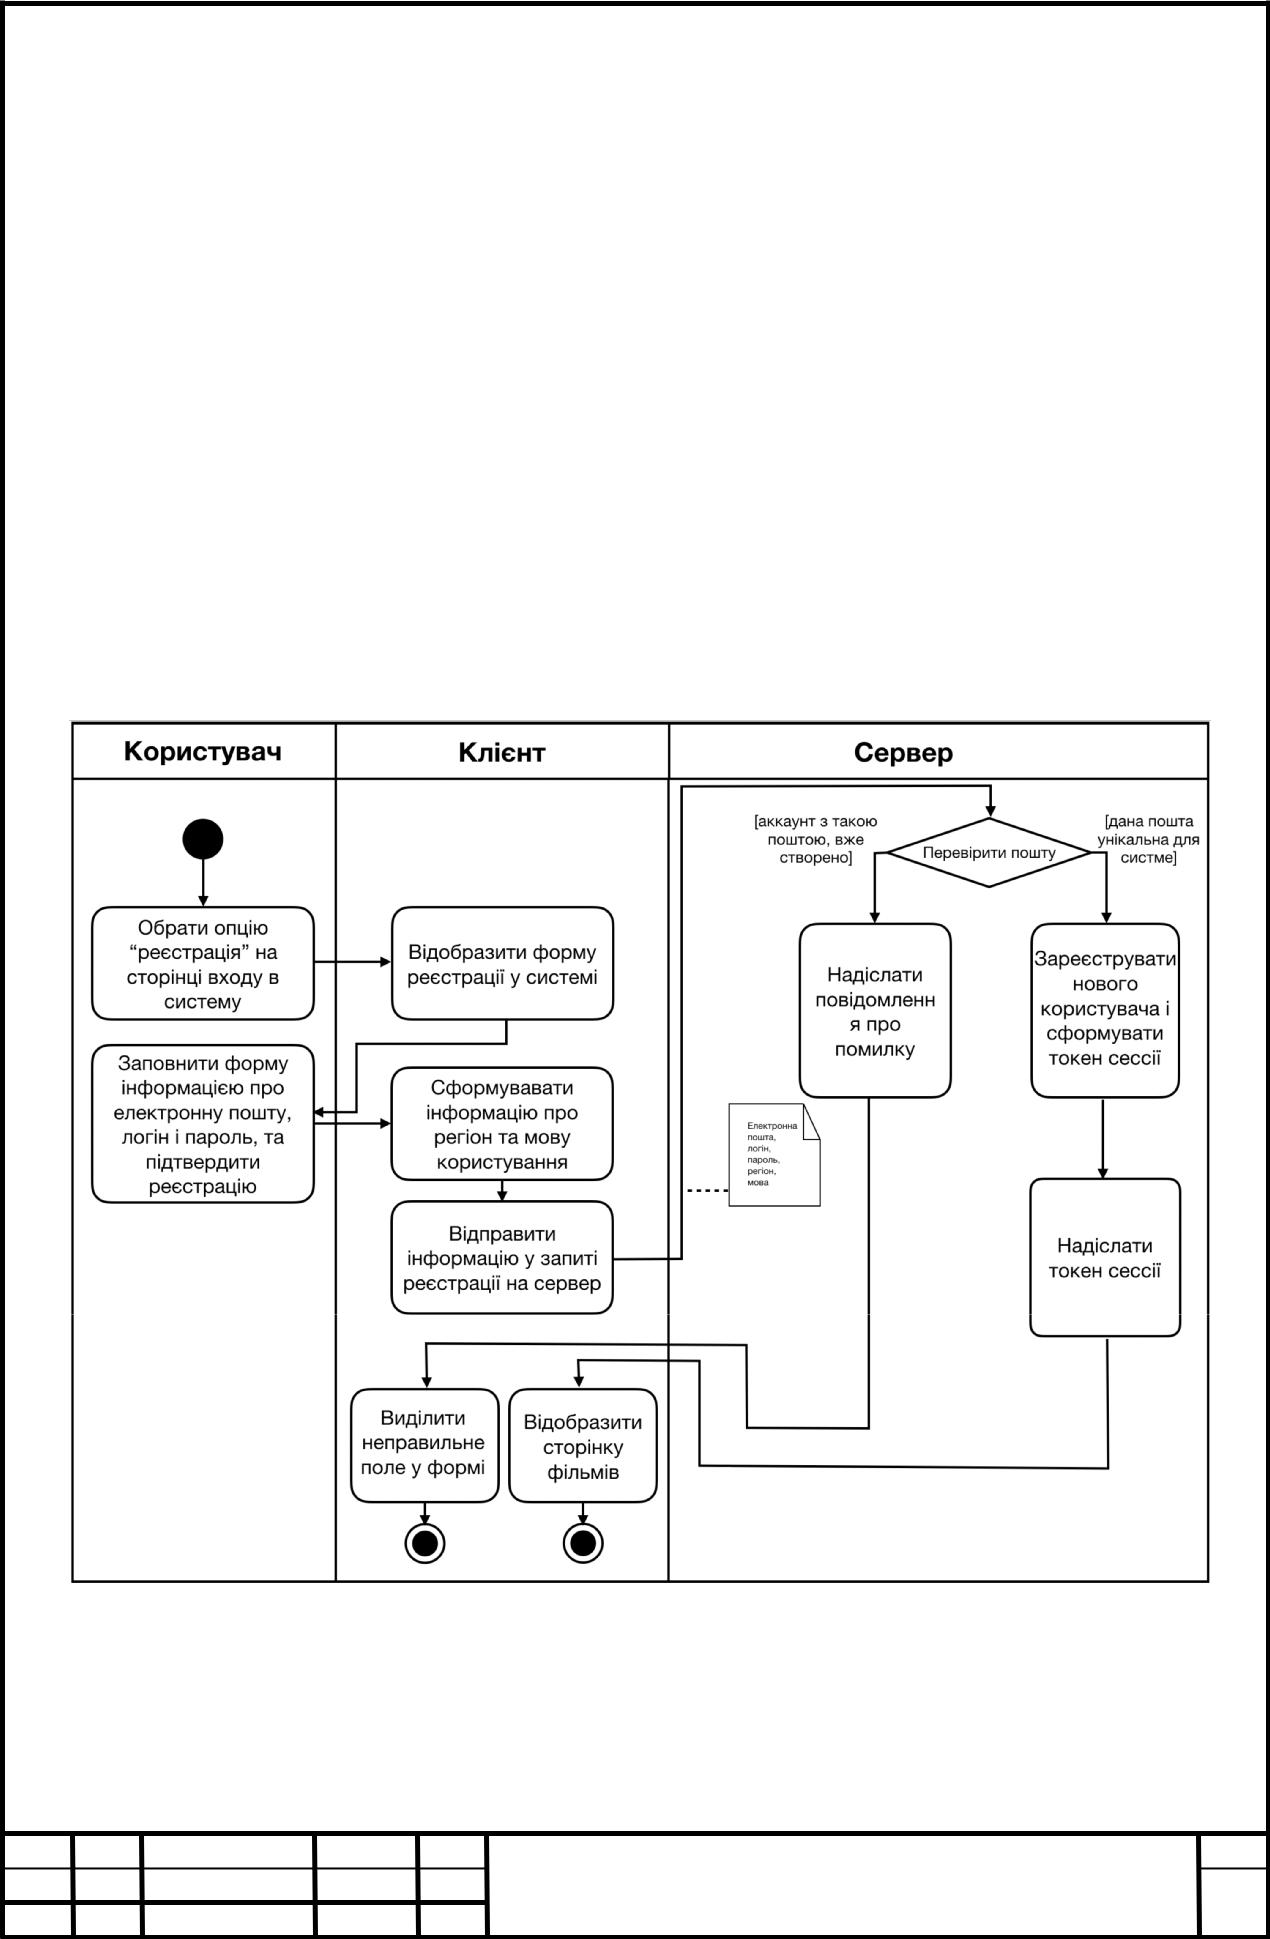 Користувач
Клієнт
Сервер
[аккаунт з такою
поштою, вже
створено]
Перевірити пошту
[дана пошта
унікальна для
систме]
Обрати опцію
“реєстрація” на
сторінці входу в
систему
Відобразити форму
реєстрації у системі
Заповнити форму
інформацією про
електронну пошту,
логін і пароль, та
підтвердити
реєстрацію
Сформувавати
інформацію про
регіон та мову
користування
Відправити
інформацію у запиті
реєстрації на сервер
Надіслати
повідомленн
я про
помилку
Зареєструвати
нового
користувача і
сформувати
токен сессії
Електронна
пошта,
логін,
пароль,
регіон,
мова
Надіслати
токен сессії
Виділити
неправильне
поле у формі
Відобразити
сторінку
фільмів